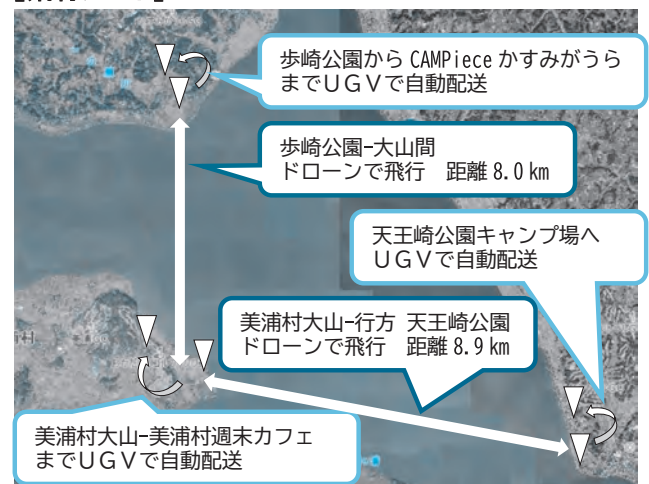 歩崎公園から CAMPiece かすみがうら
までＵＧＶで自動配送
歩崎公園−大山間
ドローンで飛行　距離 8.0 km
天王崎公園キャンプ場へ
ＵＧＶで自動配送
美浦村大山−行方 天王崎公園
ドローンで飛行　距離 8.9 km
美浦村大山−美浦村週末カフェ
までＵＧＶで自動配送